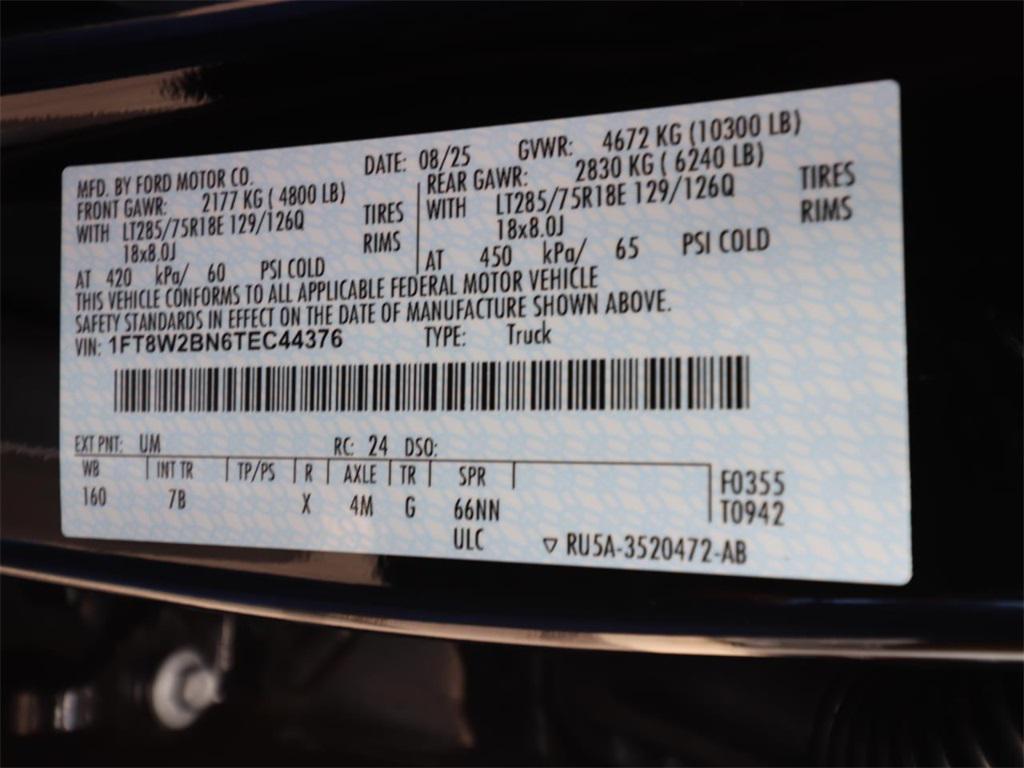 MFD. BY FORD MOTOR CO. DATE: 08/25 GVWR: 4672 KG (10300 LB)
FRONT GAWR: 2177 KG ( 4800 LB) REAR GAWR: 2830 KG ( 6240 LB)
WITH LT285/75R18E 129/126Q TIRES WITH LT285/75R18E 129/126Q TIRES
18x8.0J RIMS 18x8.0J RIMS
AT 420 kPa/ 60 PSI COLD AT 450 kPa/ 65 PSI COLD
THIS VEHICLE CONFORMS TO ALL APPLICABLE FEDERAL MOTOR VEHICLE
SAFETY STANDARDS IN EFFECT ON THE DATE OF MANUFACTURE SHOWN ABOVE.
VIN: 1FT8W2BN6TEC44376 TYPE: Truck
EXT PNT: UM RC: 24 DSO:
WB INT TR TP/PS R AXLE TR SPR F0355
160 7B X 4M G 66NN T0942
ULC ▽ RU5A-3520472-AB